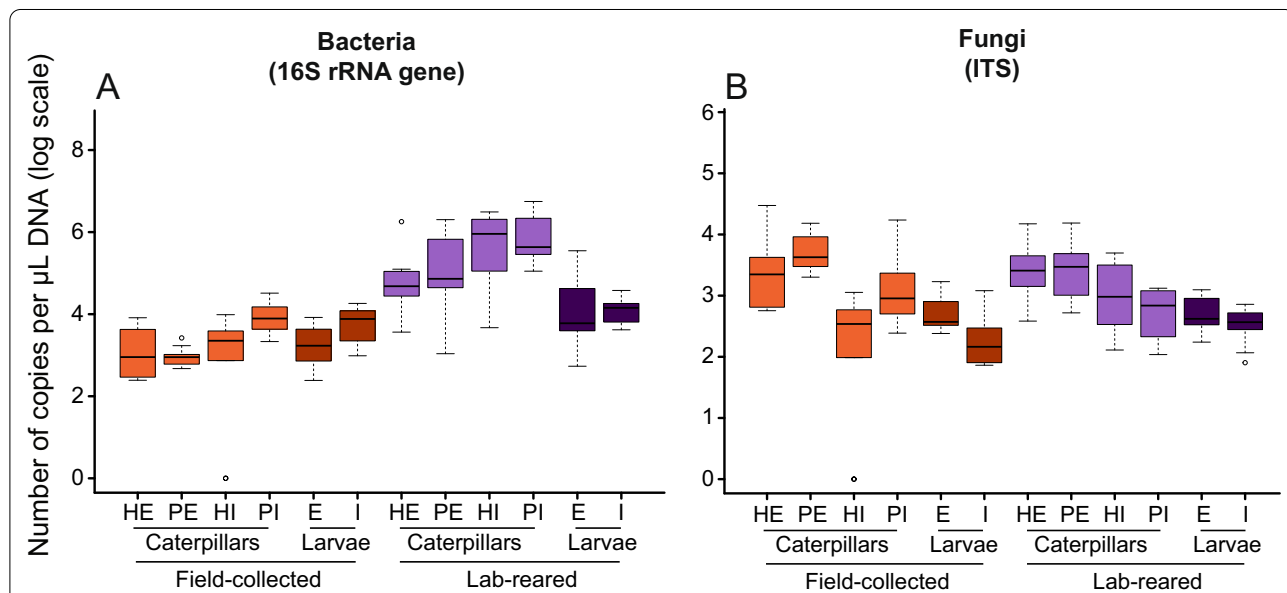 Bacteria
(16S rRNA gene)
Fungi
(ITS)
A
B
Number of copies per µL DNA (log scale)
8
6
4
2
0
HE PE HI PI E I HE PE HI PI E I
Caterpillars Larvae Caterpillars Larvae
Field-collected Lab-reared
6
5
4
3
2
1
0
HE PE HI PI E I HE PE HI PI E I
Caterpillars Larvae Caterpillars Larvae
Field-collected Lab-reared